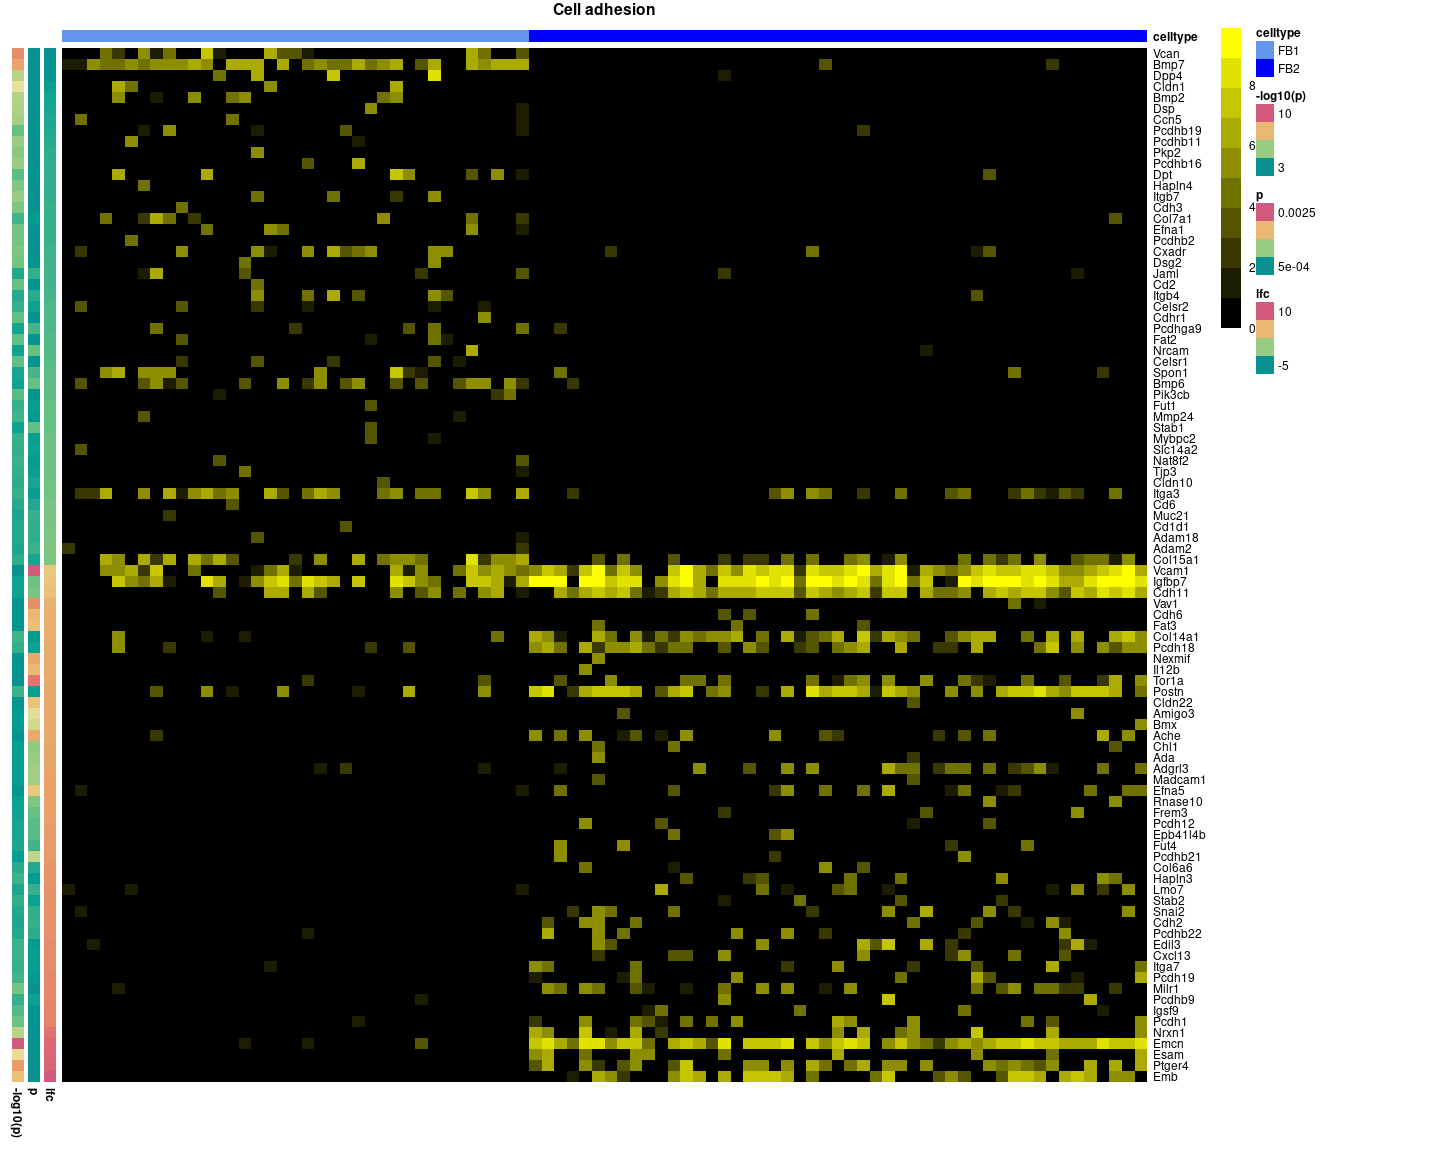 Cell adhesion
celltype
Vcan
Bmp7
Dpp4
Cldn1
Bmp2
Dsp
Ccn5
Pcdhb19
Pcdhb11
Pkp2
Pcdhb16
Dpt
Hapln4
Itgb7
Cdh3
Col7a1
Efna1
Pcdhb2
Cxadr
Dsg2
Jaml
Cd2
Itgb4
Celsr2
Cdhr1
Pcdhga9
Fat2
Nrcam
Celsr1
Spon1
Bmp6
Pik3cb
Fut1
Mmp24
Stab1
Mybpc2
Slc14a2
Nat8f2
Tjp3
Cldn10
Itga3
Cd6
Muc21
Cd1d1
Adam18
Adam2
Col15a1
Vcam1
Igfbp7
Cdh11
Vav1
Cdh6
Fat3
Col14a1
Pcdh18
Nexmif
Il12b
Tor1a
Postn
Cldn22
Amigo3
Bmx
Ache
Chl1
Ada
Adgrl3
Madcam1
Efna5
Rnase10
Frem3
Pcdh12
Epb41l4b
Fut4
Pcdhb21
Col6a6
Hapln3
Lmo7
Stab2
Snai2
Cdh2
Pcdhb22
Edil3
Cxcl13
Itga7
Pcdh19
Milr1
Pcdhb9
Igsf9
Pcdh1
Nrxn1
Emcn
Esam
Ptger4
Emb
8
6
4
2
0
celltype
FB1
FB2
-log10(p)
10
3
p
0.0025
5e-04
lfc
10
-5
-log10(p)
p
lfc